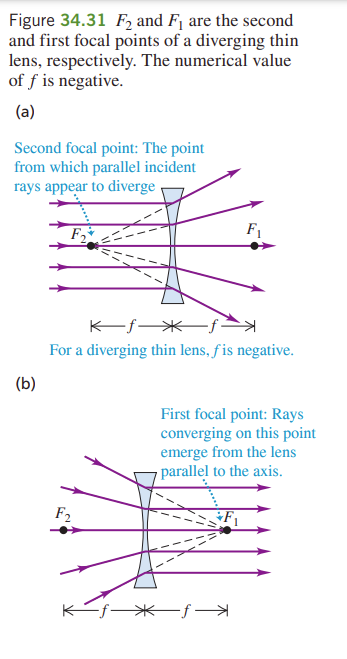 Figure 34.31 F₂ and F₁ are the second
and first focal points of a diverging thin
lens, respectively. The numerical value
of f is negative.
(a)
Second focal point: The point
from which parallel incident
rays appear to diverge
F₂
F₁
f
f
For a diverging thin lens, f is negative.
(b)
First focal point: Rays
converging on this point
emerge from the lens
parallel to the axis.
F₂
F₁
f
f